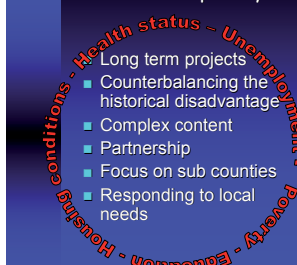 Health status - Unemployment - Poverty - Education - Housing conditions -
Long term projects
Counterbalancing the
historical disadvantage
Complex content
Partnership
Focus on sub counties
Responding to local
needs